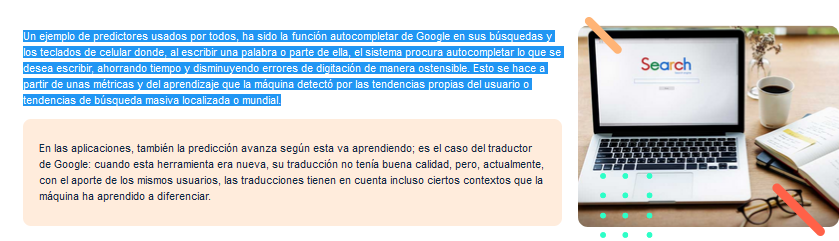 Un ejemplo de predictores usados por todos, ha sido la función autocompletar de Google en sus búsquedas y
los teclados de celular donde, al escribir una palabra o parte de ella, el sistema procura autocompletar lo que se
desea escribir, ahorrando tiempo y disminuyendo errores de digitación de manera ostensible. Esto se hace a
partir de unas métricas y del aprendizaje que la máquina detectó por las tendencias propias del usuario o
tendencias de búsqueda masiva localizada o mundial.
En las aplicaciones, también la predicción avanza según esta va aprendiendo; es el caso del traductor
de Google: cuando esta herramienta era nueva, su traducción no tenía buena calidad, pero, actualmente,
con el aporte de los mismos usuarios, las traducciones tienen en cuenta incluso ciertos contextos que la
máquina ha aprendido a diferenciar.
Search